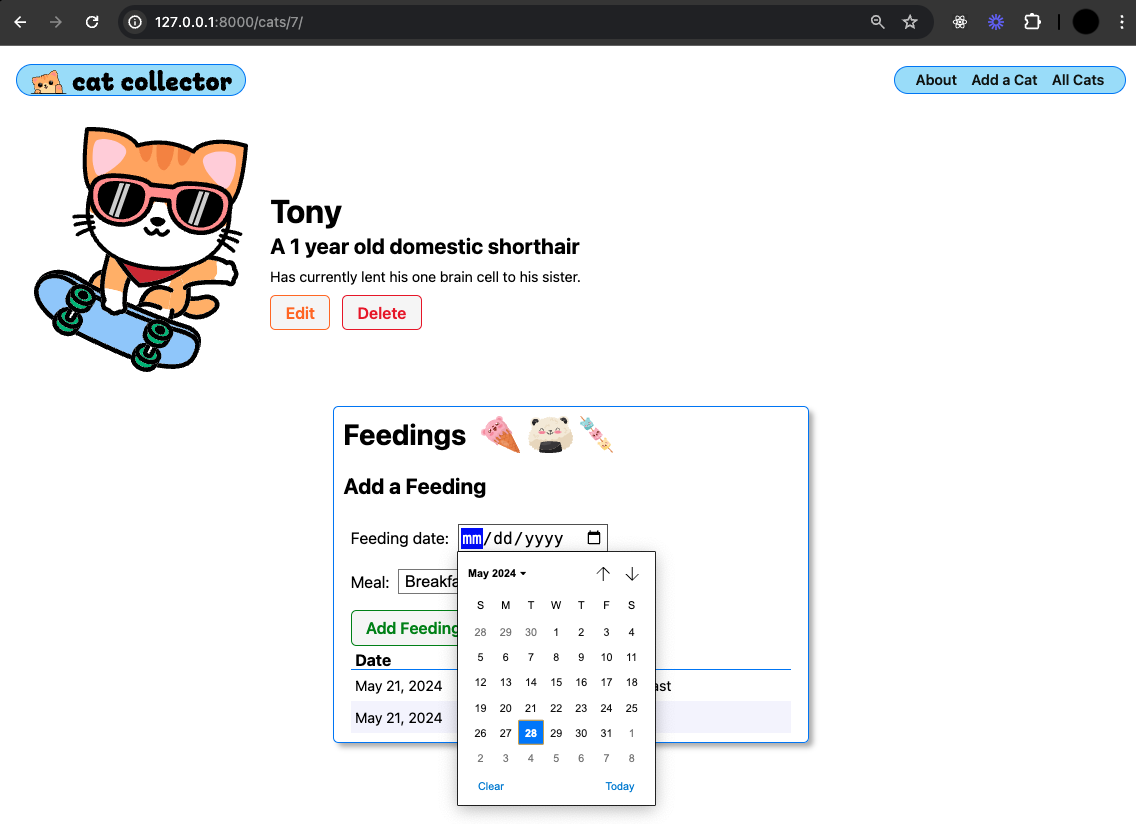 127.0.0.1:8000/cats/7/
cat collector
About Add a Cat All Cats
Tony
A 1 year old domestic shorthair
Has currently lent his one brain cell to his sister.
Edit Delete
Feedings
Add a Feeding
Feeding date: mm/dd/yyyy
Meal: Breakfa
Add Feeding
Date
May 21, 2024 ast
May 21, 2024
May 2024
S M T W T F S
28 29 30 1 2 3 4
5 6 7 8 9 10 11
12 13 14 15 16 17 18
19 20 21 22 23 24 25
26 27 28 29 30 31 1
2 3 4 5 6 7 8
Clear Today